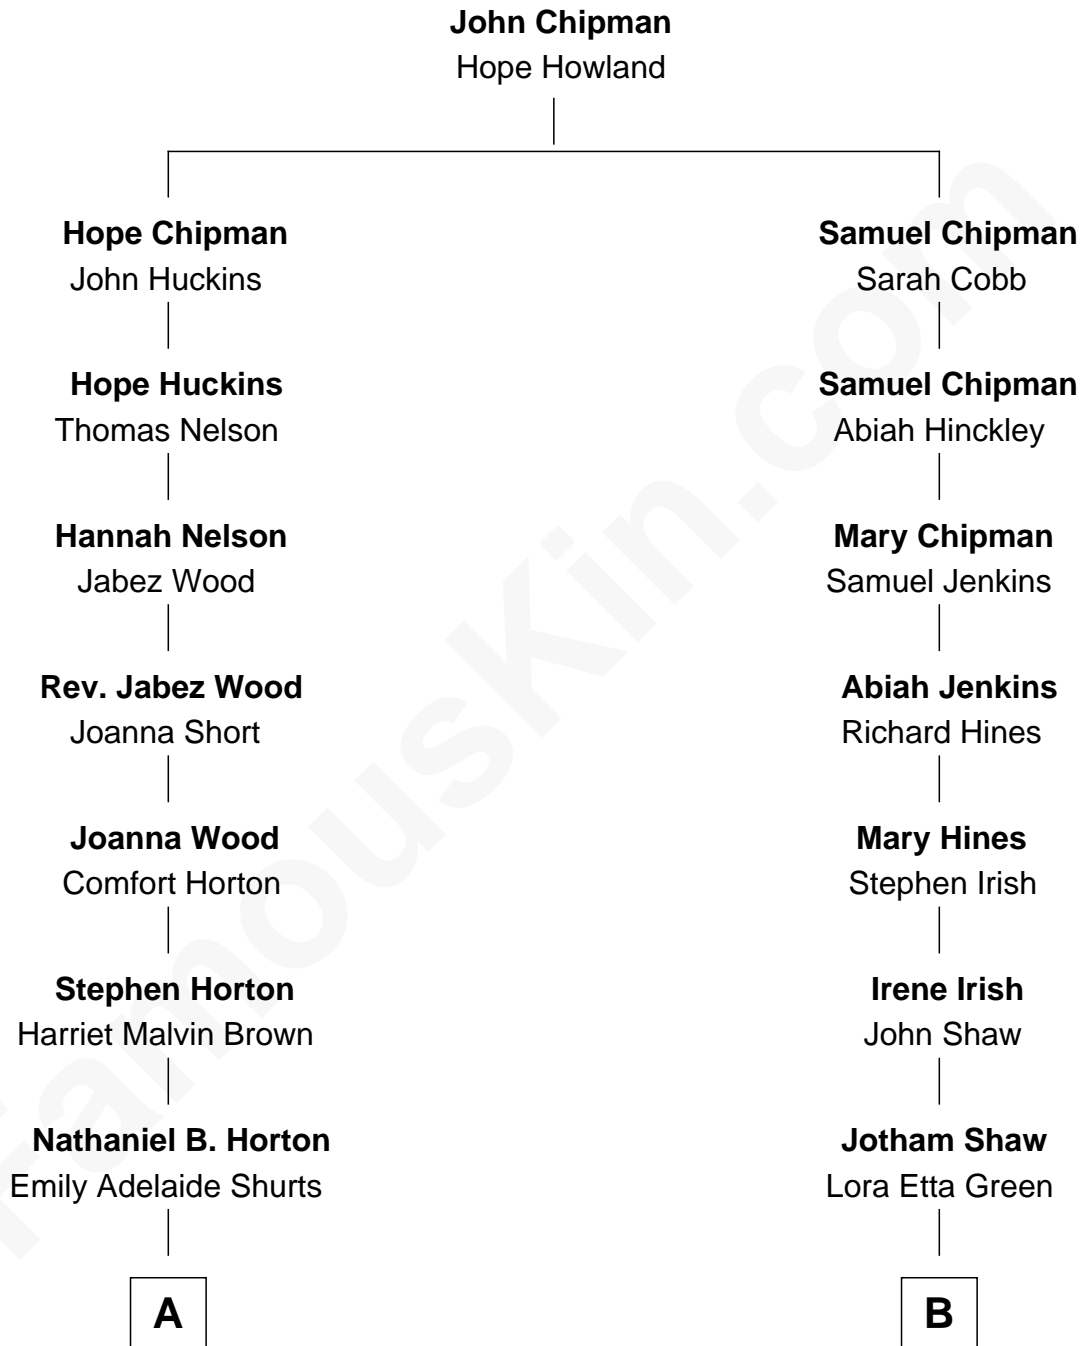 John Chipman
Hope Howland
Hope Chipman
John Huckins
Samuel Chipman
Sarah Cobb
Hope Huckins
Thomas Nelson
Samuel Chipman
Abiah Hinckley
Hannah Nelson
Jabez Wood
Mary Chipman
Samuel Jenkins
Rev. Jabez Wood
Joanna Short
Abiah Jenkins
Richard Hines
Joanna Wood
Comfort Horton
Mary Hines
Stephen Irish
Stephen Horton
Harriet Malvin Brown
Irene Irish
John Shaw
Nathaniel B. Horton
Emily Adelaide Shurts
Jotham Shaw
Lora Etta Green
A
B
FamousKin.com